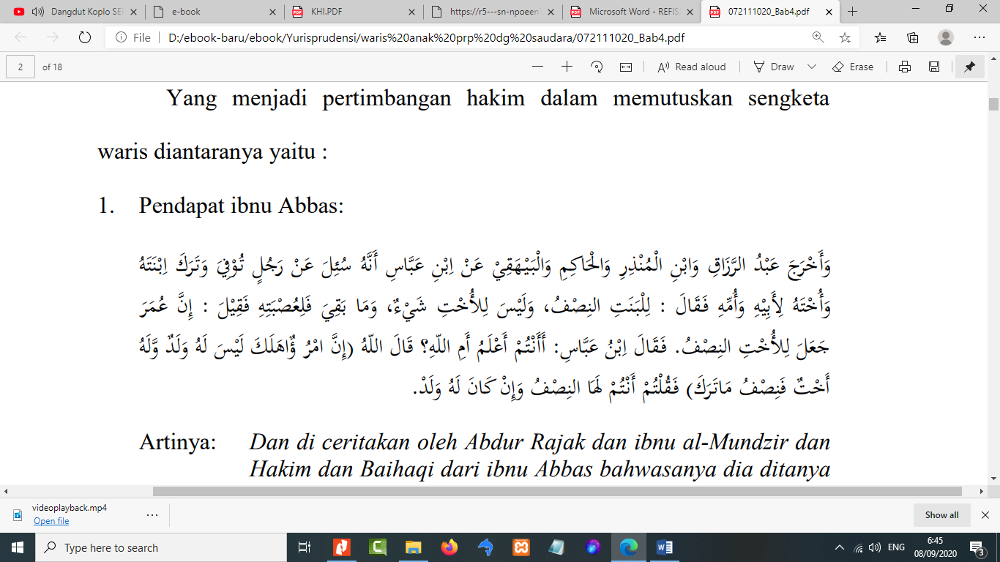 Dangdut Koplo SEF
e-book
KHI.PDF
https://r5---sn-npoeen
Microsoft Word - REFIS
072111020_Bab4.pdf
File
D:/ebook-baru/ebook/Yurisprudensi/waris%20anak%20prp%20dg%20saudara/072111020_Bab4.pdf
2 of 18
Read aloud
Draw
Erase
Yang menjadi pertimbangan hakim dalam memutuskan sengketa
waris diantaranya yaitu :
1. Pendapat ibnu Abbas:
وَأَخْرَجَ عَبْدُ الرَّزَاقِ وَابْنِ الْمُنْذِرِ وَالْحَاكِمِ وَالْبَيْهَقِيْ عَنْ اِبْنِ عَبَّاسِ أَنَّهُ سُئِلَ عَنْ رَجُلٍ تُوْفِيَ وَتَرَكَ اِبْنَتَهُ
وَأُخْتَهُ لِأَبِيْهِ وَأُمِّهِ فَقَالَ : لِلْبَنَتِ النِصْفُ، وَلَيْسَ لِلأُخْتِ شَيْءٌ، وَمَا بَقِيَ فَلِعُصْبَتِهِ فَقِيْلَ : إِنَّ عُمَرَ
جَعَلَ لِلأُخْتِ النِصْفُ. فَقَالَ اِبْنُ عَبَّاسِ: أَأَنْتُمْ أَعْلَمُ أَمِ اللّهِ؟ قَالَ اللّهُ (إِنَّ امْرُ ؤٌاهَلَكَ لَيْسَ لَهُ وَلَدٌ وَّلَهُ
أَخْتٌ فَنِصْفُ مَاتَرَكَ) فَقُلْتُمْ أَنْتُمْ لَهَا النِصْفُ وَإِنْ كَانَ لَهُ وَلَدْ.
Artinya: Dan di ceritakan oleh Abdur Rajak dan ibnu al-Mundzir dan
Hakim dan Baihaqi dari ibnu Abbas bahwasanya dia ditanya
videoplayback.mp4
Open file
Show all
Type here to search
ENG
6:45
08/09/2020
3